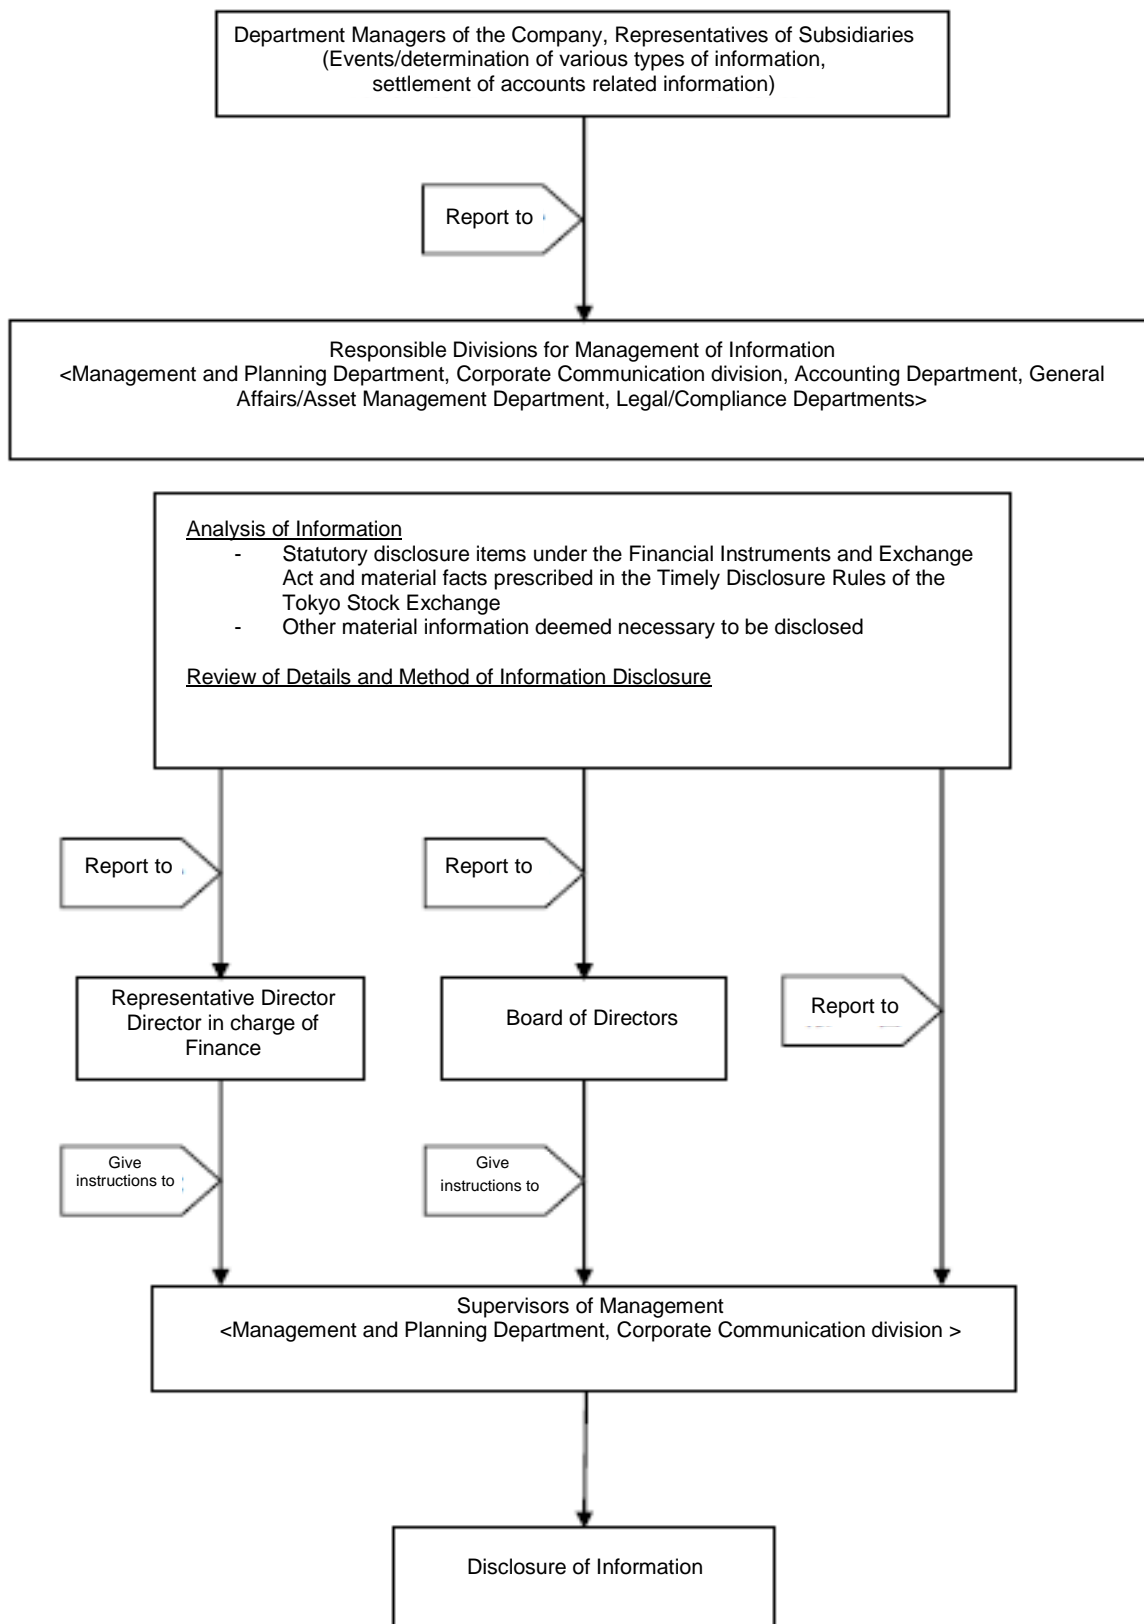 Department Managers of the Company, Representatives of Subsidiaries
(Events/determination of various types of information,
settlement of accounts related information)
Report to
Responsible Divisions for Management of Information
<Management and Planning Department, Corporate Communication division, Accounting Department, General
Affairs/Asset Management Department, Legal/Compliance Departments>
Analysis of Information
- Statutory disclosure items under the Financial Instruments and Exchange
Act and material facts prescribed in the Timely Disclosure Rules of the
Tokyo Stock Exchange
- Other material information deemed necessary to be disclosed
Review of Details and Method of Information Disclosure
Report to
Report to
Representative Director
Director in charge of
Finance
Board of Directors
Report to
Give
instructions to
Give
instructions to
Supervisors of Management
<Management and Planning Department, Corporate Communication division >
Disclosure of Information